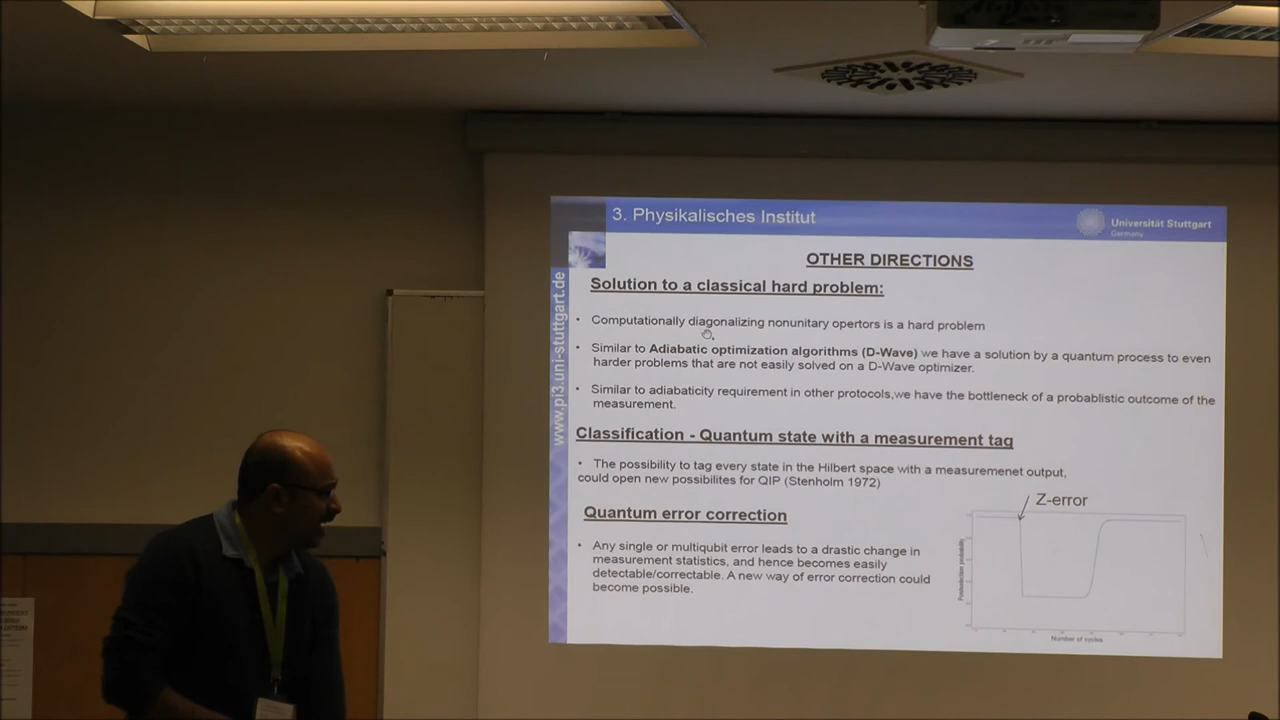 3. Physikalisches Institut
Universität Stuttgart
Germany
www.pi3.uni-stuttgart.de
OTHER DIRECTIONS
Solution to a classical hard problem:
• Computationally diagonalizing nonunitary opertors is a hard problem
• Similar to Adiabatic optimization algorithms (D-Wave) we have a solution by a quantum process to even
harder problems that are not easily solved on a D-Wave optimizer.
• Similar to adiabaticity requirement in other protocols,we have the bottleneck of a probablistic outcome of the
measurement.
Classification - Quantum state with a measurement tag
• The possibility to tag every state in the Hilbert space with a measuremenet output,
could open new possibilites for QIP (Stenholm 1972)
Quantum error correction
• Any single or multiqubit error leads to a drastic change in
measurement statistics, and hence becomes easily
detectable/correctable. A new way of error correction could
become possible.
Z-error
Postselection probability
Number of cycles